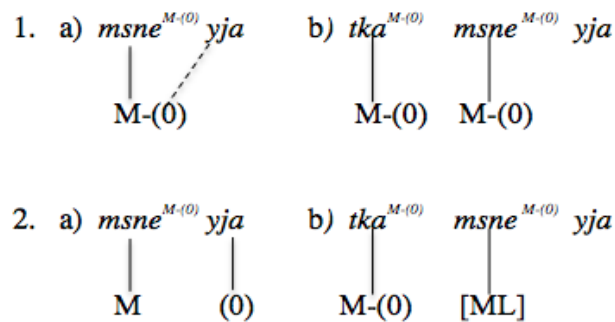 1. a) msne^M-(0) yja b) tka^M-(0) msne^M-(0) yja
M-(0) M-(0) M-(0)
2. a) msne^M-(0) yja b) tka^M-(0) msne^M-(0) yja
M (0) M-(0) [ML]